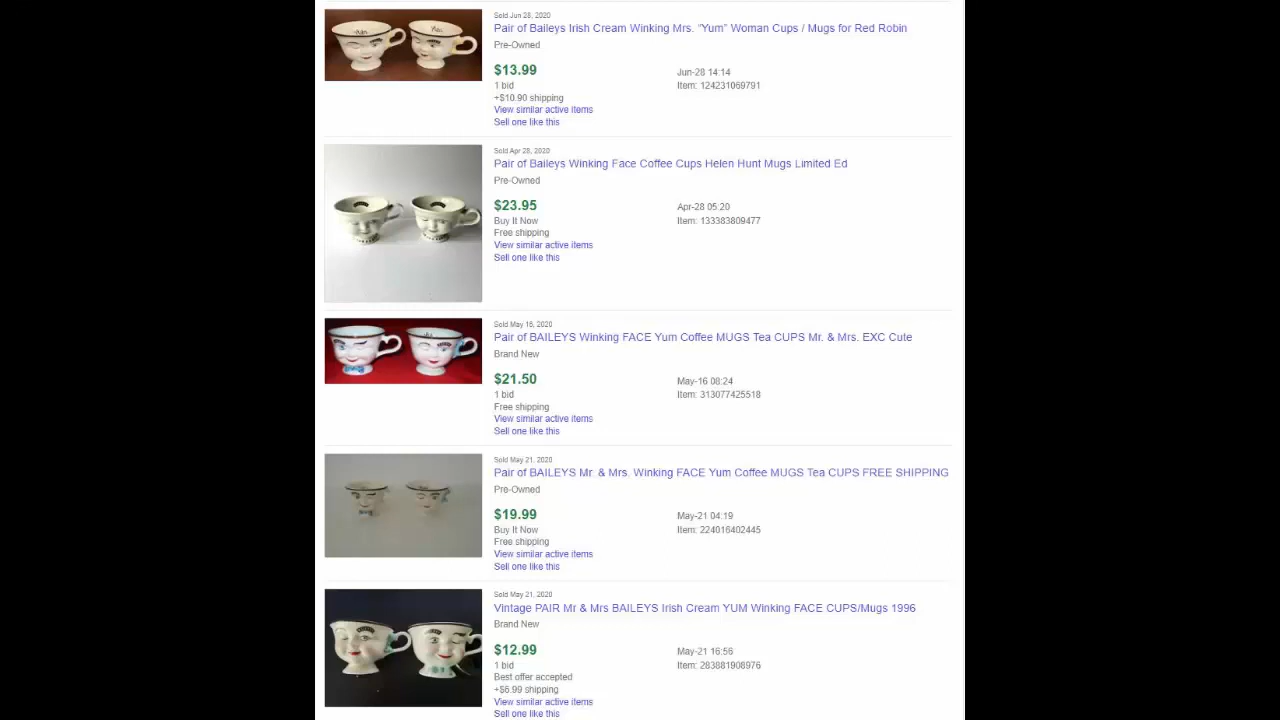 Sold Jun 28, 2020
Pair of Baileys Irish Cream Winking Mrs. "Yum" Woman Cups / Mugs for Red Robin
Pre-Owned
$13.99
Jun-28 14:14
1 bid
Item: 124231069791
+$10.90 shipping
View similar active items
Sell one like this
Sold Apr 28, 2020
Pair of Baileys Winking Face Coffee Cups Helen Hunt Mugs Limited Ed
Pre-Owned
$23.95
Apr-28 05:20
Buy It Now
Item: 133383809477
Free shipping
View similar active items
Sell one like this
Sold May 16, 2020
Pair of BAILEYS Winking FACE Yum Coffee MUGS Tea CUPS Mr. & Mrs. EXC Cute
Brand New
$21.50
May-16 08:24
1 bid
Item: 313077425518
Free shipping
View similar active items
Sell one like this
Sold May 21, 2020
Pair of BAILEYS Mr. & Mrs. Winking FACE Yum Coffee MUGS Tea CUPS FREE SHIPPING
Pre-Owned
$19.99
May-21 04:19
Buy It Now
Item: 224016402445
Free shipping
View similar active items
Sell one like this
Sold May 21, 2020
Vintage PAIR Mr & Mrs BAILEYS Irish Cream YUM Winking FACE CUPS/Mugs 1996
Brand New
$12.99
May-21 16:56
1 bid
Item: 283881908976
Best offer accepted
+$6.99 shipping
View similar active items
Sell one like this